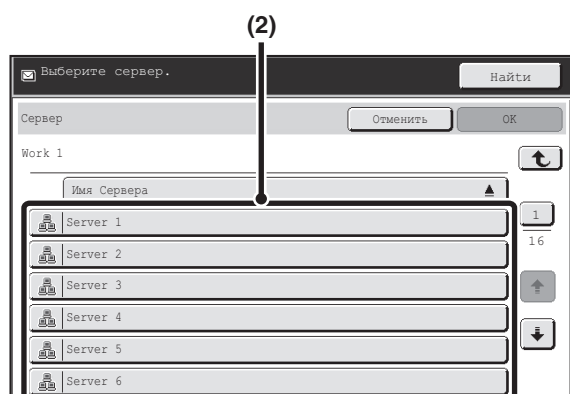 (2)
Выберите сервер.
Найти
Сервер
Отменить
OK
Work 1
Имя Сервера
Server 1
1
16
Server 2
Server 3
Server 4
Server 5
Server 6